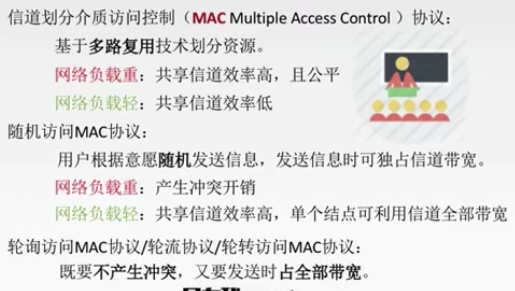 信道划分介质访问控制（MAC Multiple Access Control ）协议：
基于多路复用技术划分资源。
网络负载重：共享信道效率高，且公平
网络负载轻：共享信道效率低
随机访问MAC协议：
用户根据意愿随机发送信息，发送信息时可独占信道带宽。
网络负载重：产生冲突开销
网络负载轻：共享信道效率高，单个结点可利用信道全部带宽
轮询访问MAC协议/轮流协议/轮转访问MAC协议：
既要不产生冲突，又要发送时占全部带宽。